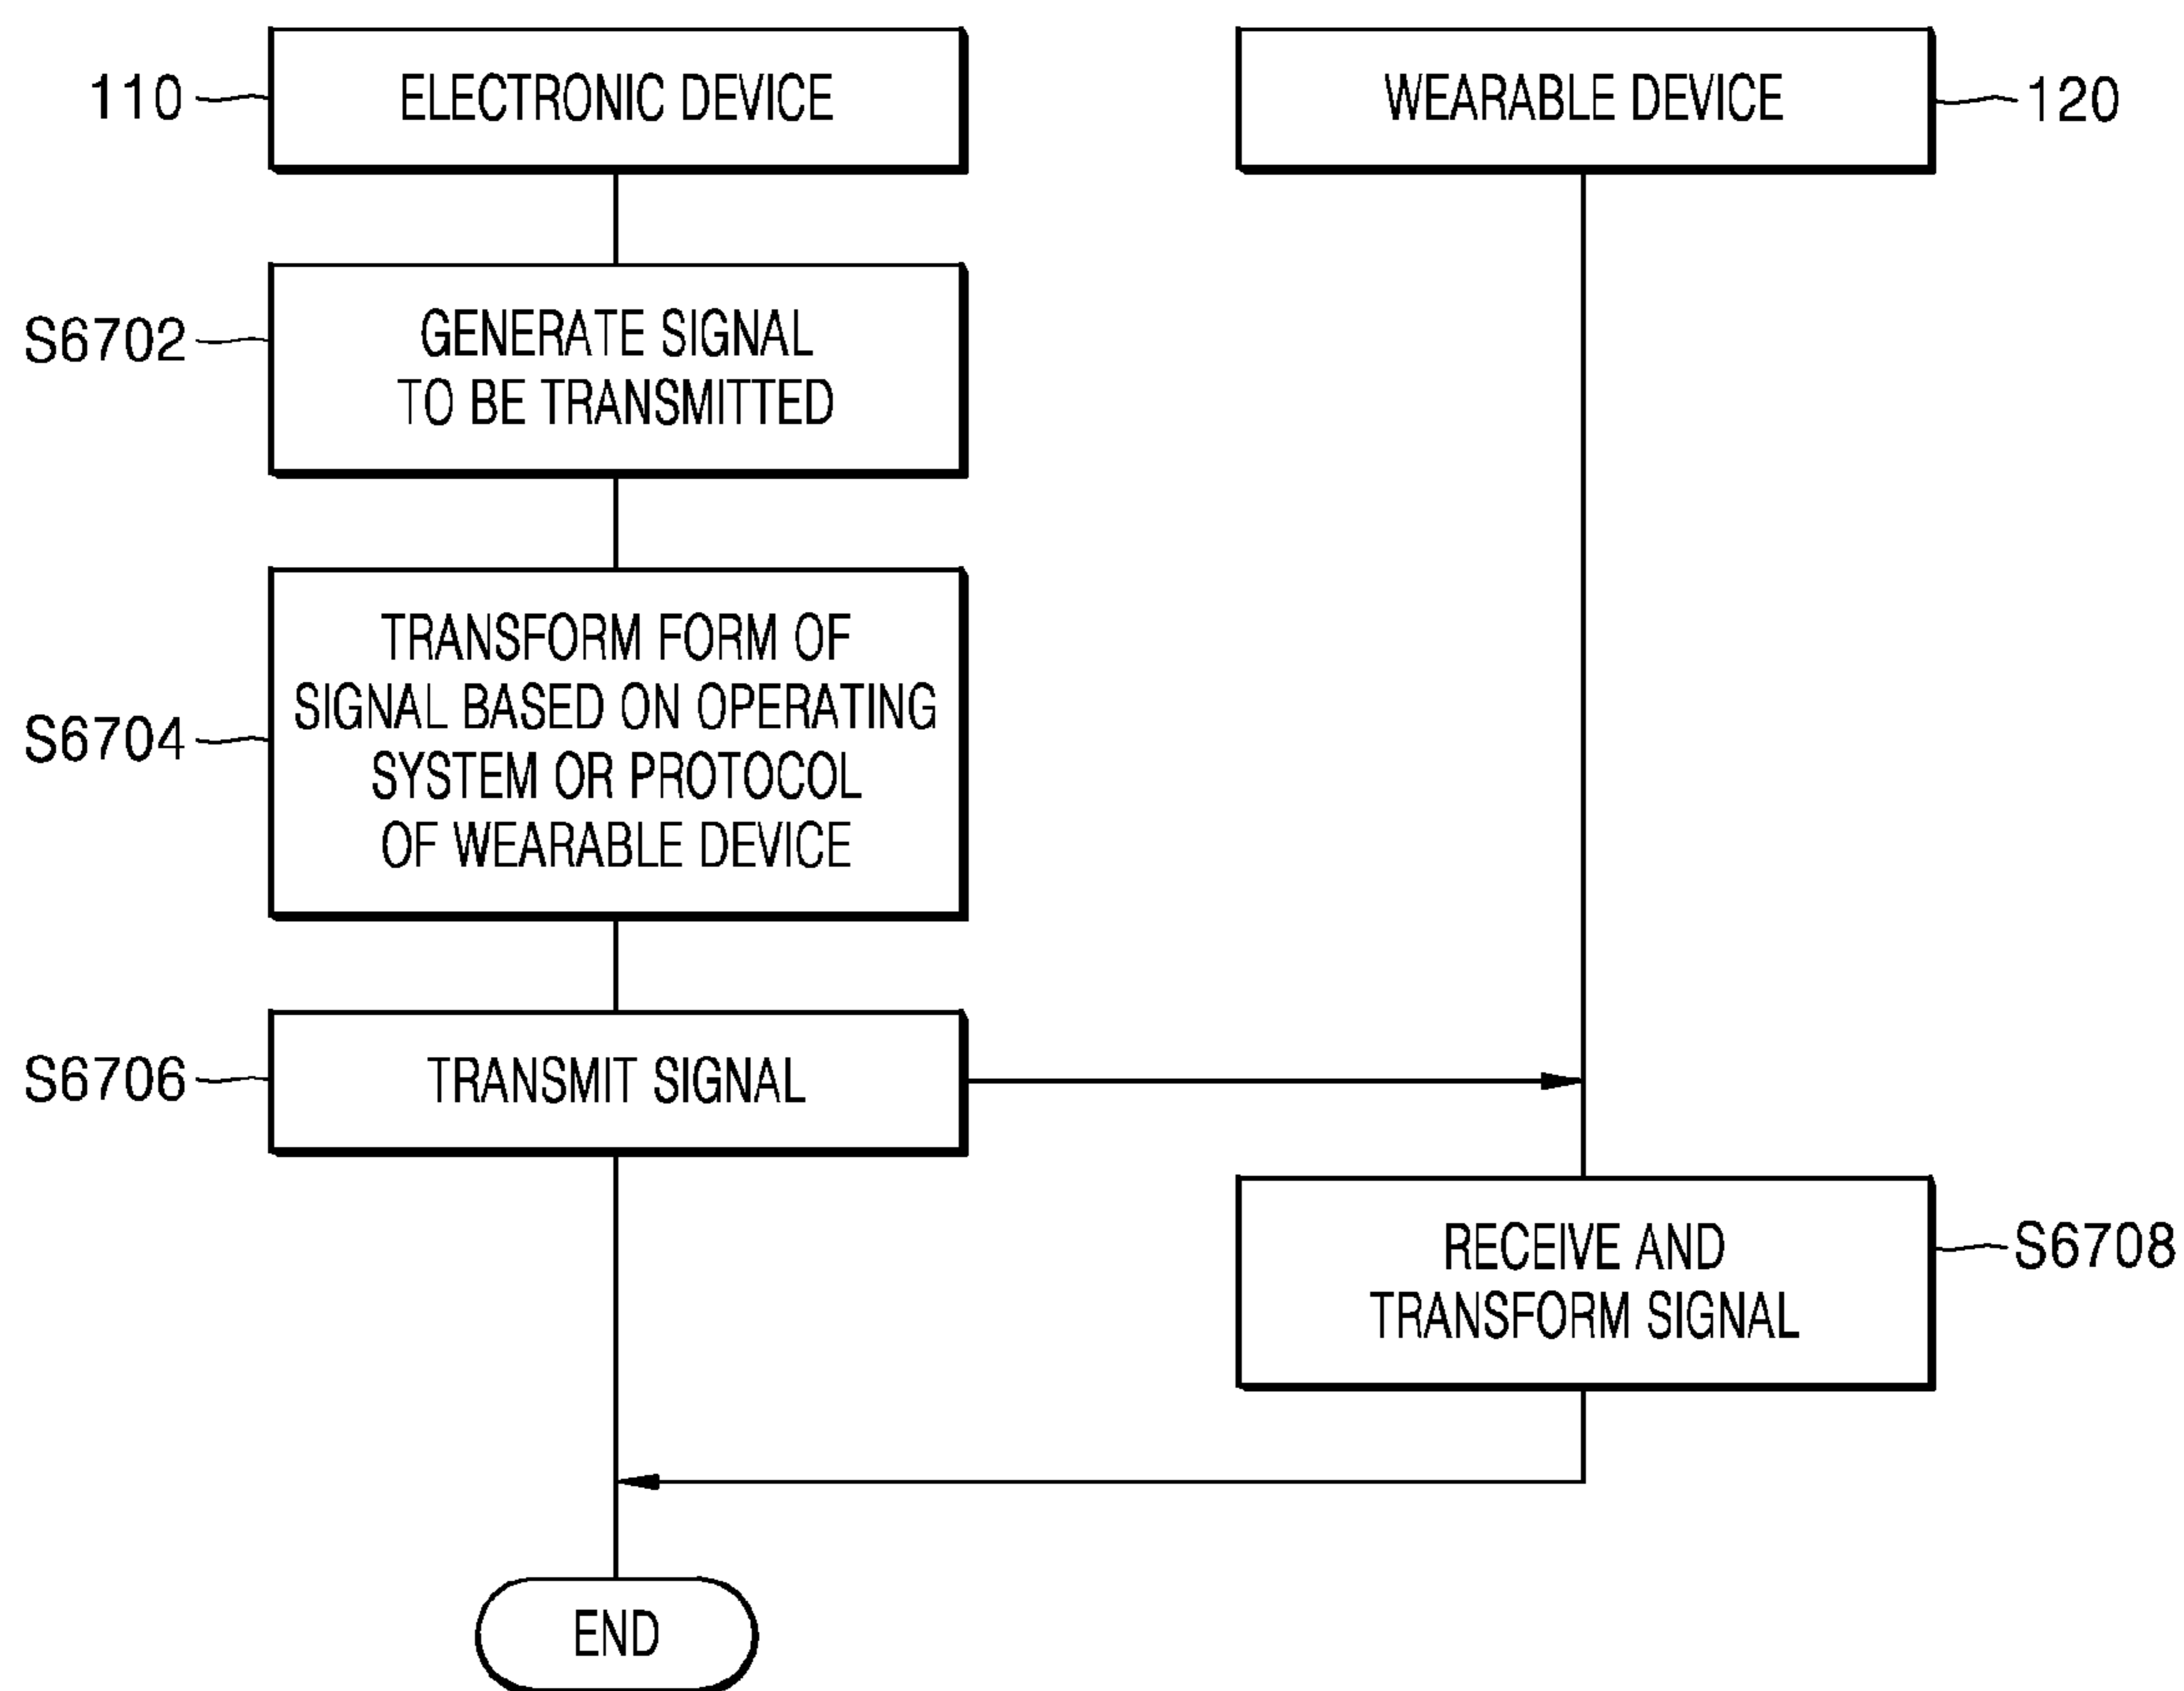 110
ELECTRONIC DEVICE
WEARABLE DEVICE
120
S6702
GENERATE SIGNAL
TO BE TRANSMITTED
S6704
TRANSFORM FORM OF
SIGNAL BASED ON OPERATING
SYSTEM OR PROTOCOL
OF WEARABLE DEVICE
S6706
TRANSMIT SIGNAL
RECEIVE AND
TRANSFORM SIGNAL
S6708
END